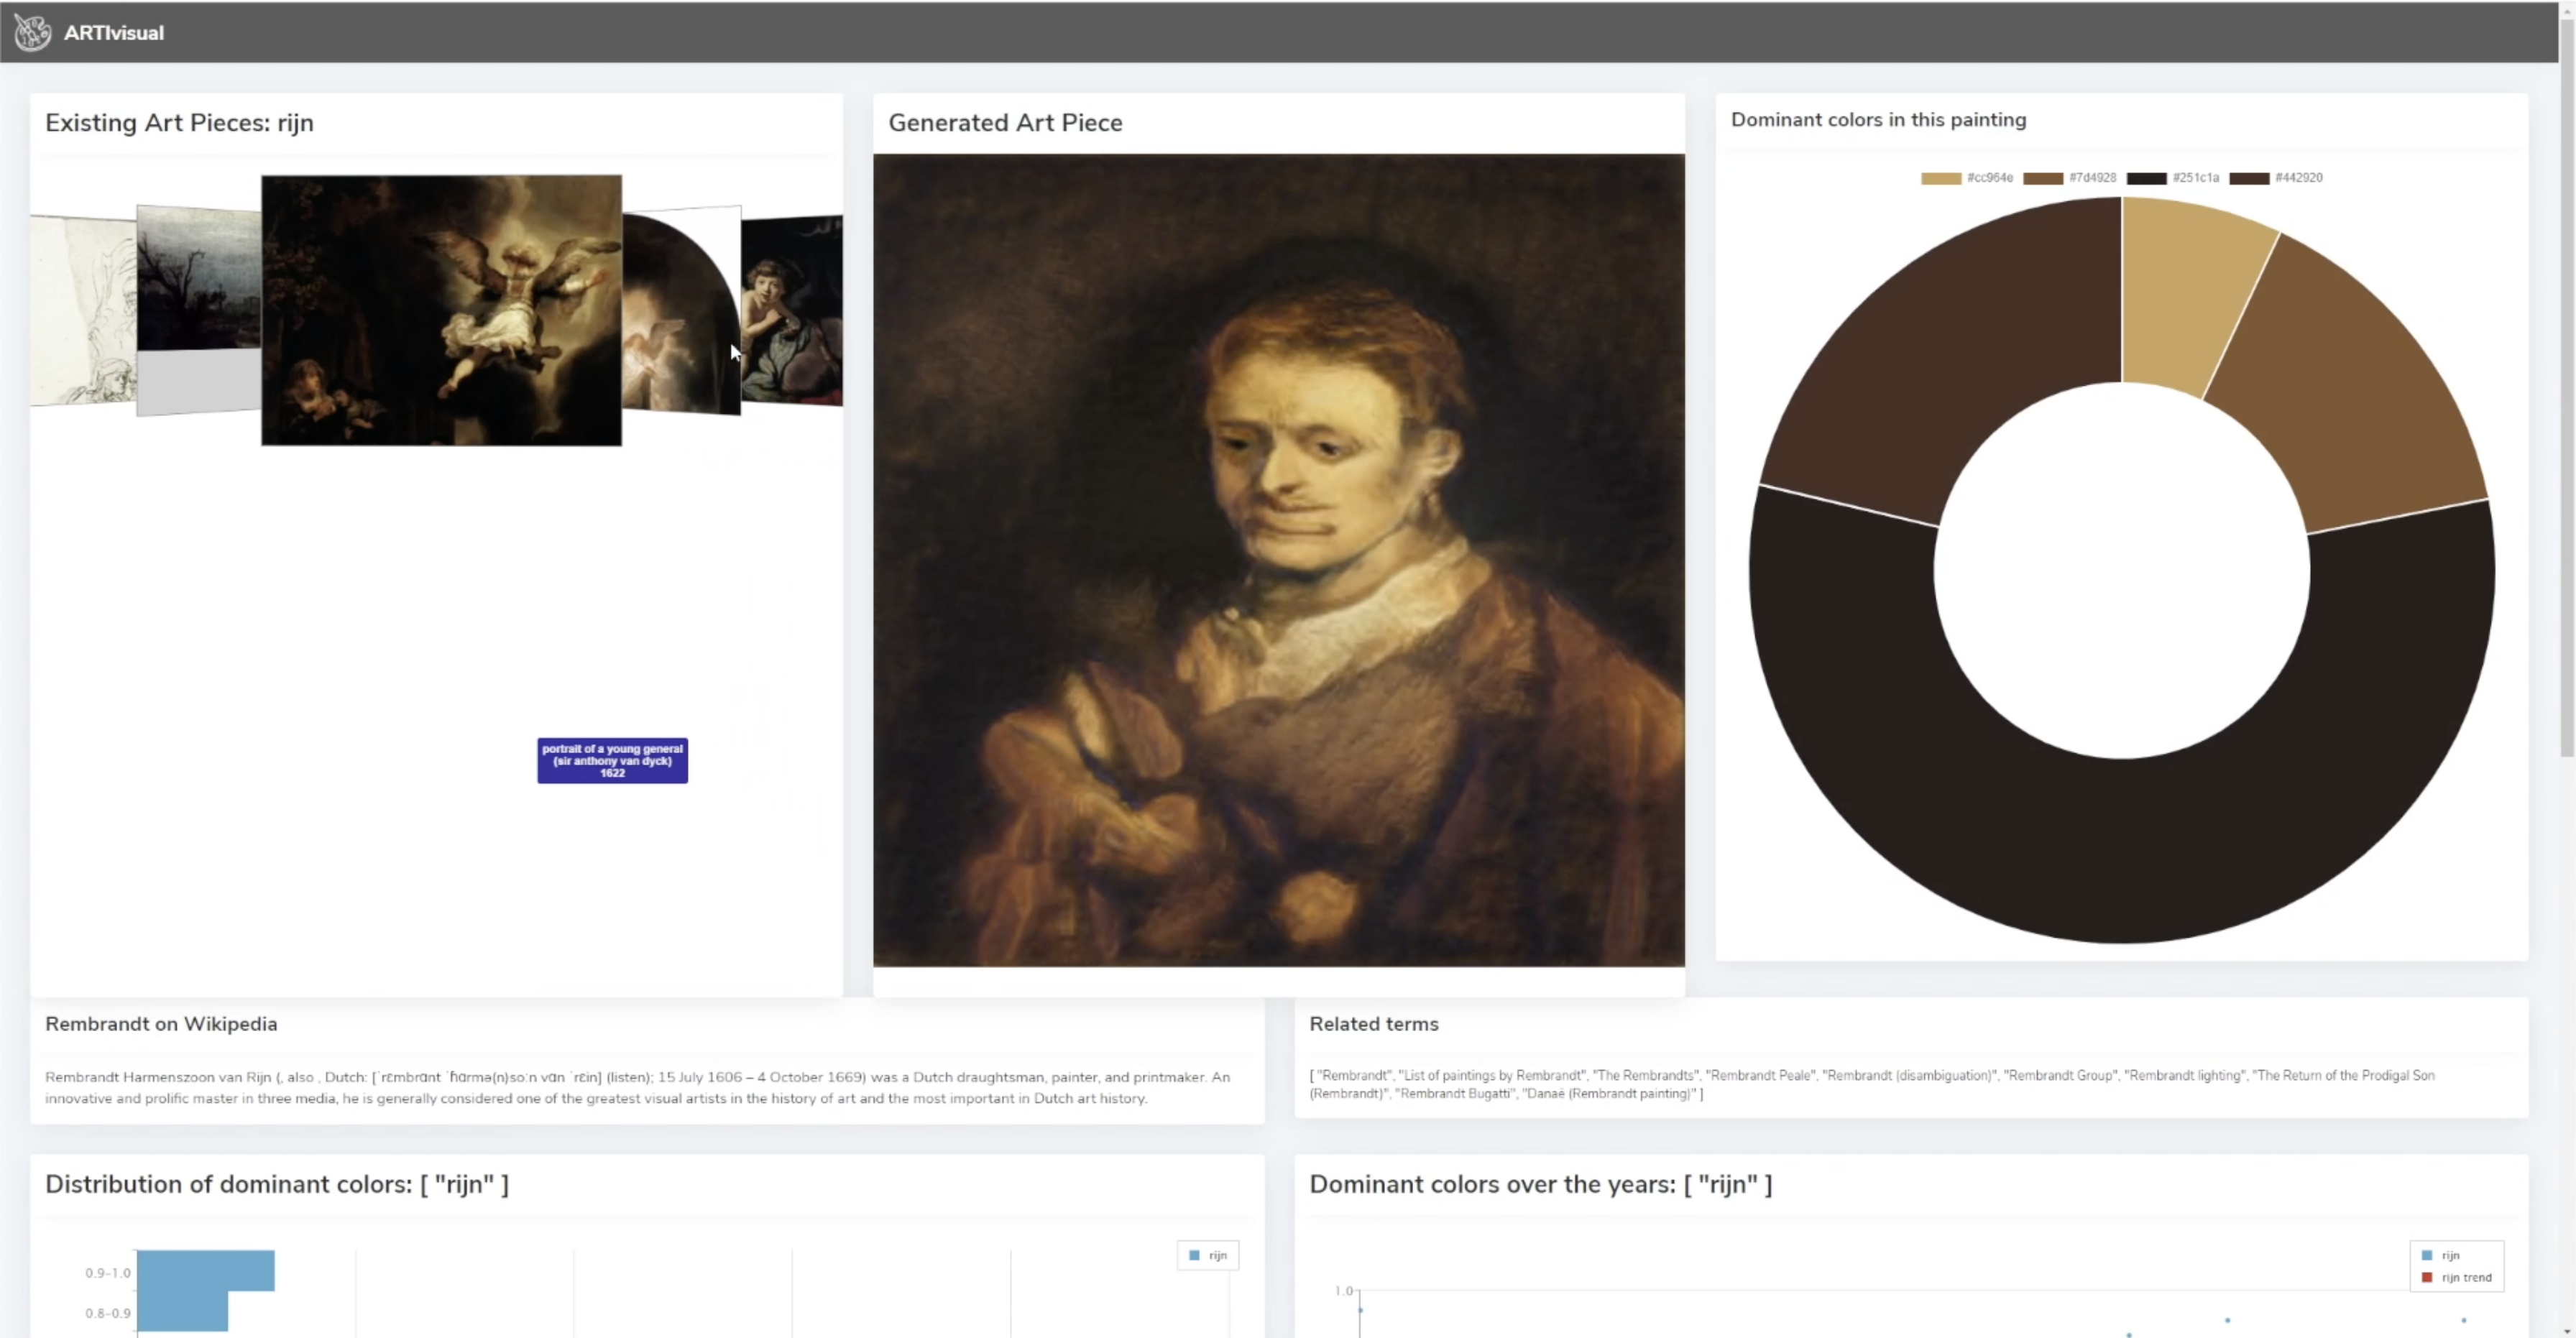 ARTIvisual
Existing Art Pieces: rijn
portrait of a young general
(sir anthony van dyck)
1622
Generated Art Piece
Dominant colors in this painting
#cc964e #7d4928 #251c1a #442920
Rembrandt on Wikipedia
Rembrandt Harmenszoon van Rijn (, also , Dutch: [ˈrɛmbrɑnt ˈɦɑrmə(n)soːn vɑn ˈrɛin] (listen); 15 July 1606 – 4 October 1669) was a Dutch draughtsman, painter, and printmaker. An
innovative and prolific master in three media, he is generally considered one of the greatest visual artists in the history of art and the most important in Dutch art history.
Related terms
[ "Rembrandt", "List of paintings by Rembrandt", "The Rembrandts", "Rembrandt Peale", "Rembrandt (disambiguation)", "Rembrandt Group", "Rembrandt lighting", "The Return of the Prodigal Son
(Rembrandt)", "Rembrandt Bugatti", "Danaë (Rembrandt painting)" ]
Distribution of dominant colors: [ "rijn" ]
rijn
0.9–1.0
0.8–0.9
Dominant colors over the years: [ "rijn" ]
rijn
rijn trend
1.0